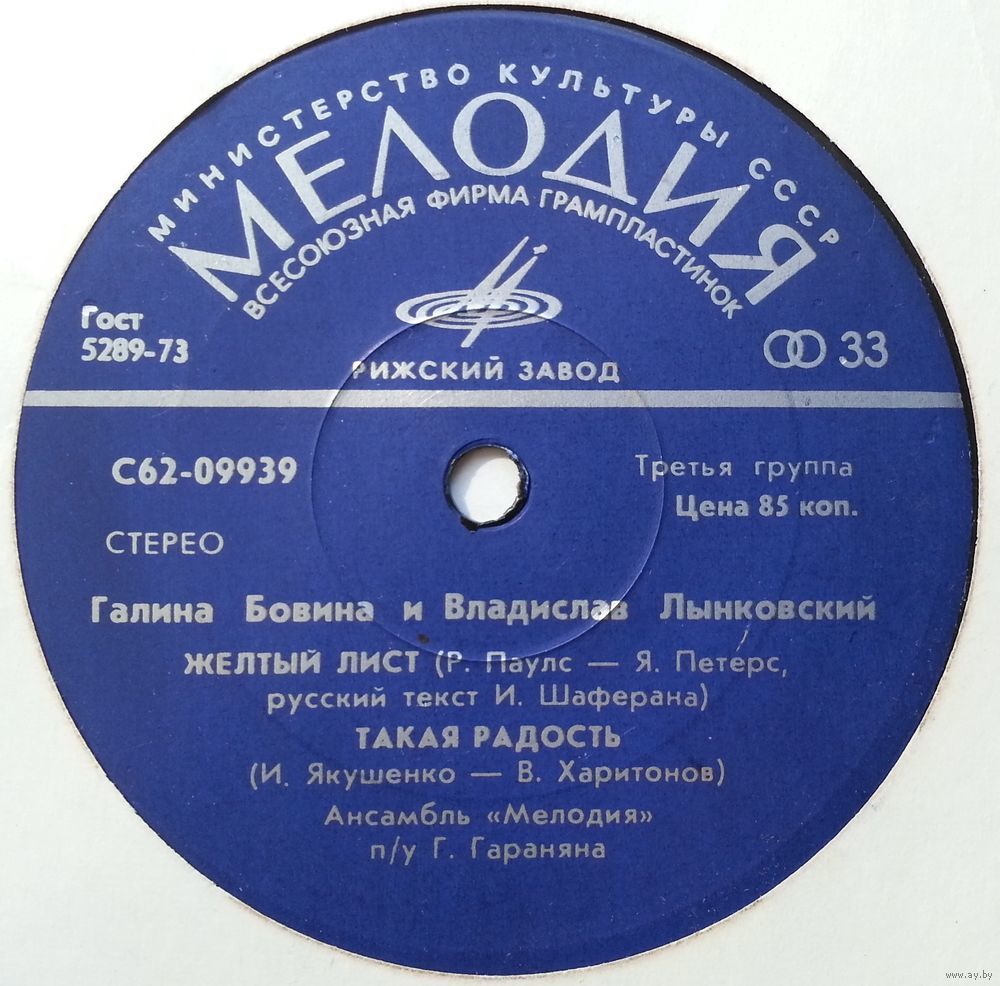 МИНИСТЕРСТВО КУЛЬТУРЫ СССР
МЕЛОДИЯ
ВСЕСОЮЗНАЯ ФИРМА ГРАМПЛАСТИНОК
Гост
5289-73
33
РИЖСКИЙ ЗАВОД
С62-09939
Третья группа
Цена 85 коп.
СТЕРЕО
Галина Бовина и Владислав Лынковский
ЖЕЛТЫЙ ЛИСТ (Р. Паулс — Я. Петерс,
русский текст И. Шаферана)
ТАКАЯ РАДОСТЬ
(И. Якушенко — В. Харитонов)
Ансамбль «Мелодия»
п/у Г. Гараняна
www.ay.by